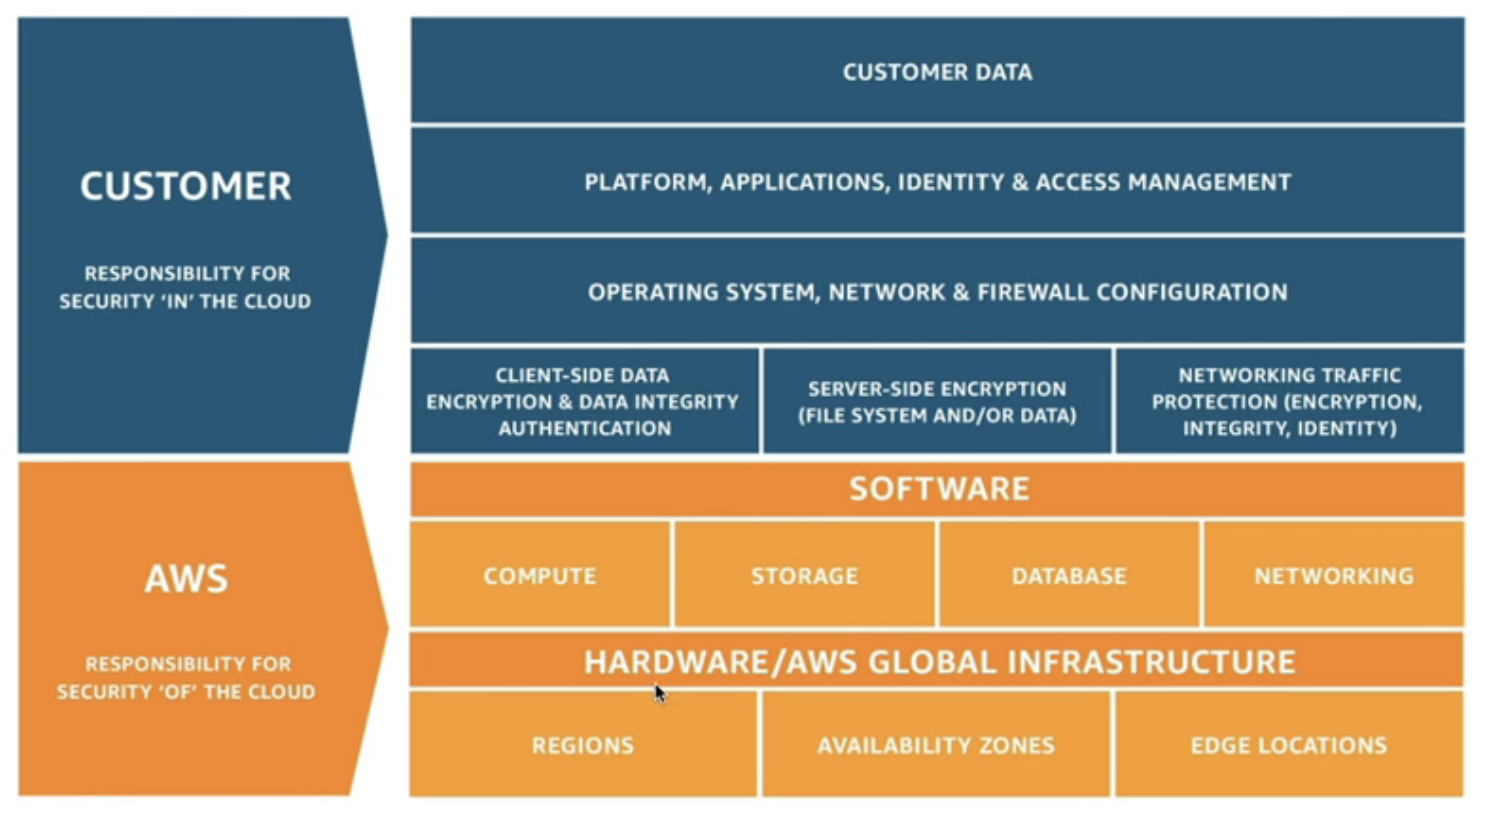 CUSTOMER
RESPONSIBILITY FOR
SECURITY ‘IN’ THE CLOUD
CUSTOMER DATA
PLATFORM, APPLICATIONS, IDENTITY & ACCESS MANAGEMENT
OPERATING SYSTEM, NETWORK & FIREWALL CONFIGURATION
CLIENT-SIDE DATA
ENCRYPTION & DATA INTEGRITY
AUTHENTICATION
SERVER-SIDE ENCRYPTION
(FILE SYSTEM AND/OR DATA)
NETWORKING TRAFFIC
PROTECTION (ENCRYPTION,
INTEGRITY, IDENTITY)
AWS
RESPONSIBILITY FOR
SECURITY ‘OF’ THE CLOUD
SOFTWARE
COMPUTE
STORAGE
DATABASE
NETWORKING
HARDWARE/AWS GLOBAL INFRASTRUCTURE
REGIONS
AVAILABILITY ZONES
EDGE LOCATIONS